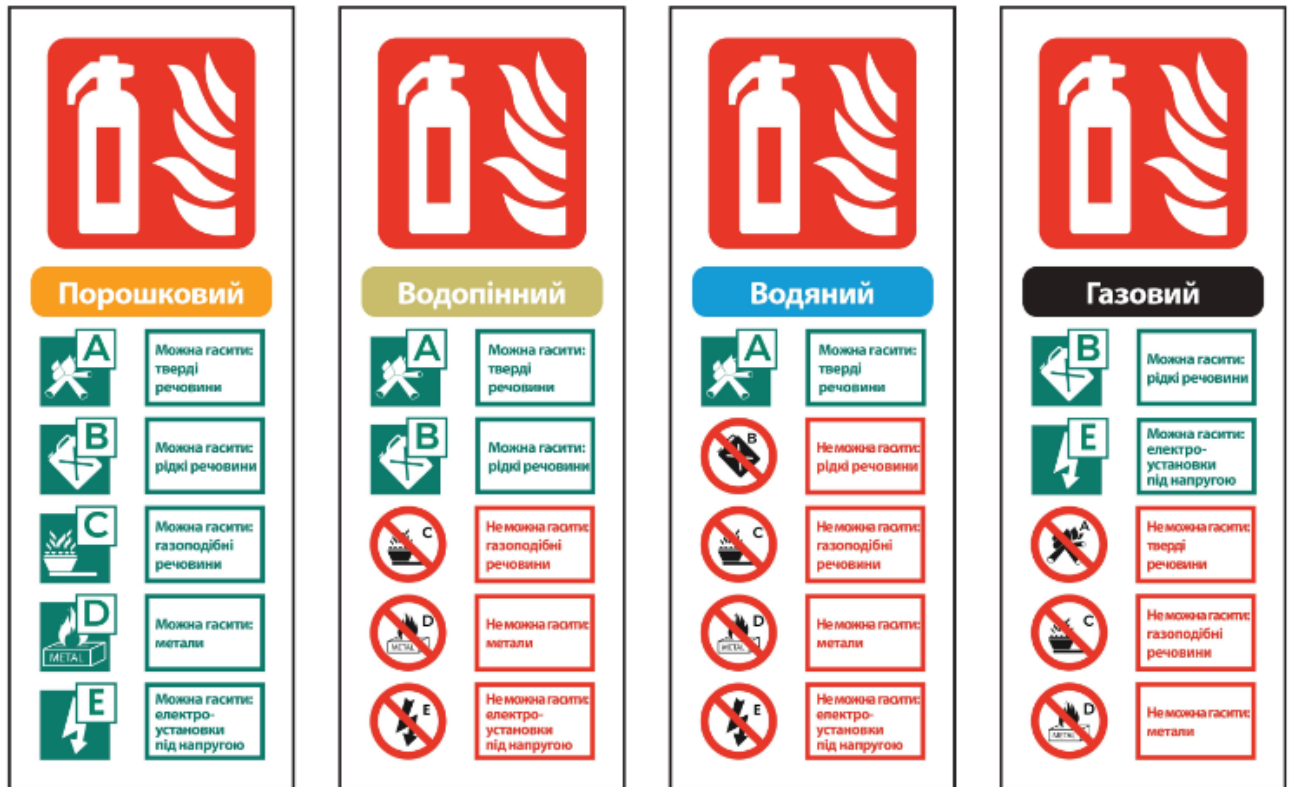 Порошковий
A
Можна гасити:
тверді
речовини
B
Можна гасити:
рідкі речовини
C
Можна гасити:
газоподібні
речовини
D
METAL
Можна гасити:
метали
E
Можна гасити:
електро-
установки
під напругою
Водопінний
A
Можна гасити:
тверді
речовини
B
Можна гасити:
рідкі речовини
C
Не можна гасити:
газоподібні
речовини
D
METAL
Не можна гасити:
метали
E
Не можна гасити:
електро-
установки
під напругою
Водяний
A
Можна гасити:
тверді
речовини
B
Не можна гасити:
рідкі речовини
C
Не можна гасити:
газоподібні
речовини
D
METAL
Не можна гасити:
метали
E
Не можна гасити:
електро-
установки
під напругою
Газовий
B
Можна гасити:
рідкі речовини
E
Можна гасити:
електро-
установки
під напругою
A
Не можна гасити:
тверді
речовини
C
Не можна гасити:
газоподібні
речовини
D
METAL
Не можна гасити:
метали